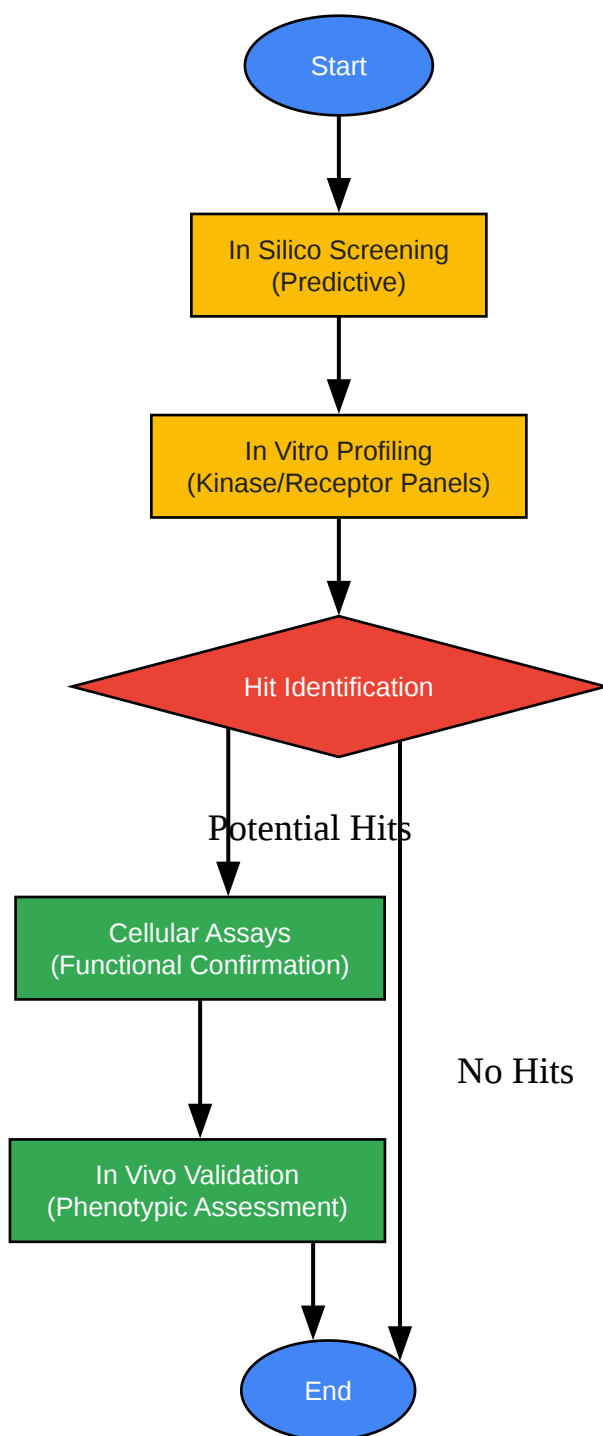 Start
In Silico Screening
(Predictive)
In Vitro Profiling
(Kinase/Receptor Panels)
Hit Identification
Potential Hits
Cellular Assays
(Functional Confirmation)
No Hits
In Vivo Validation
(Phenotypic Assessment)
End